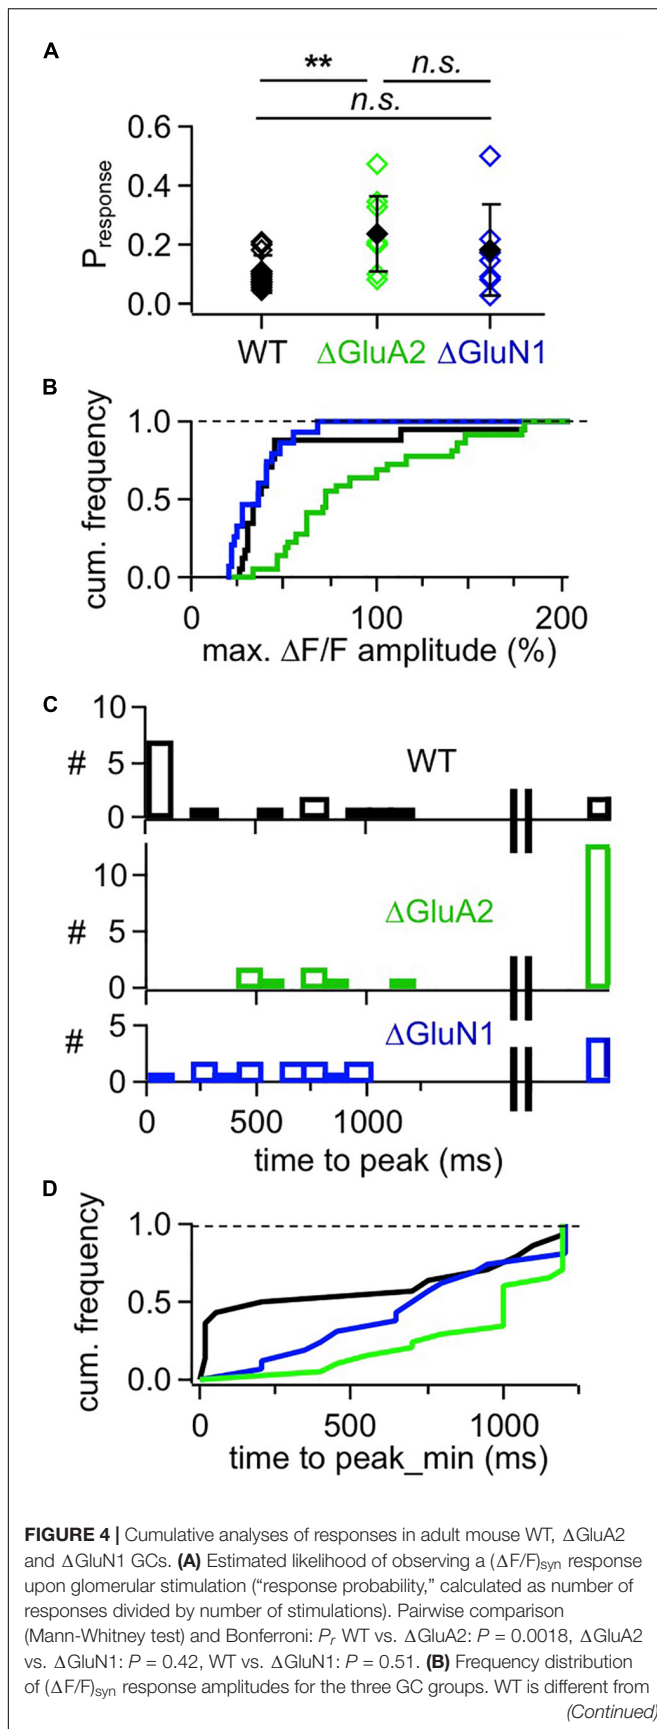 A
** n.s.
n.s.
0.6
0.4
0.2
0.0
Presponse
WT ΔGluA2 ΔGluN1
B
1.0
0.5
0.0
cum. frequency
0 100 200
max. ΔF/F amplitude (%)
C
10
5
0
#
WT
10
5
0
#
ΔGluA2
5
0
#
ΔGluN1
0 500 1000
time to peak (ms)
D
1.0
0.5
0.0
cum. frequency
0 500 1000
time to peak_min (ms)
FIGURE 4 | Cumulative analyses of responses in adult mouse WT, ΔGluA2
and ΔGluN1 GCs. (A) Estimated likelihood of observing a (ΔF/F)syn response
upon glomerular stimulation (“response probability,” calculated as number of
responses divided by number of stimulations). Pairwise comparison
(Mann-Whitney test) and Bonferroni: Pr WT vs. ΔGluA2: P = 0.0018, ΔGluA2
vs. ΔGluN1: P = 0.42, WT vs. ΔGluN1: P = 0.51. (B) Frequency distribution
of (ΔF/F)syn response amplitudes for the three GC groups. WT is different from
(Continued)